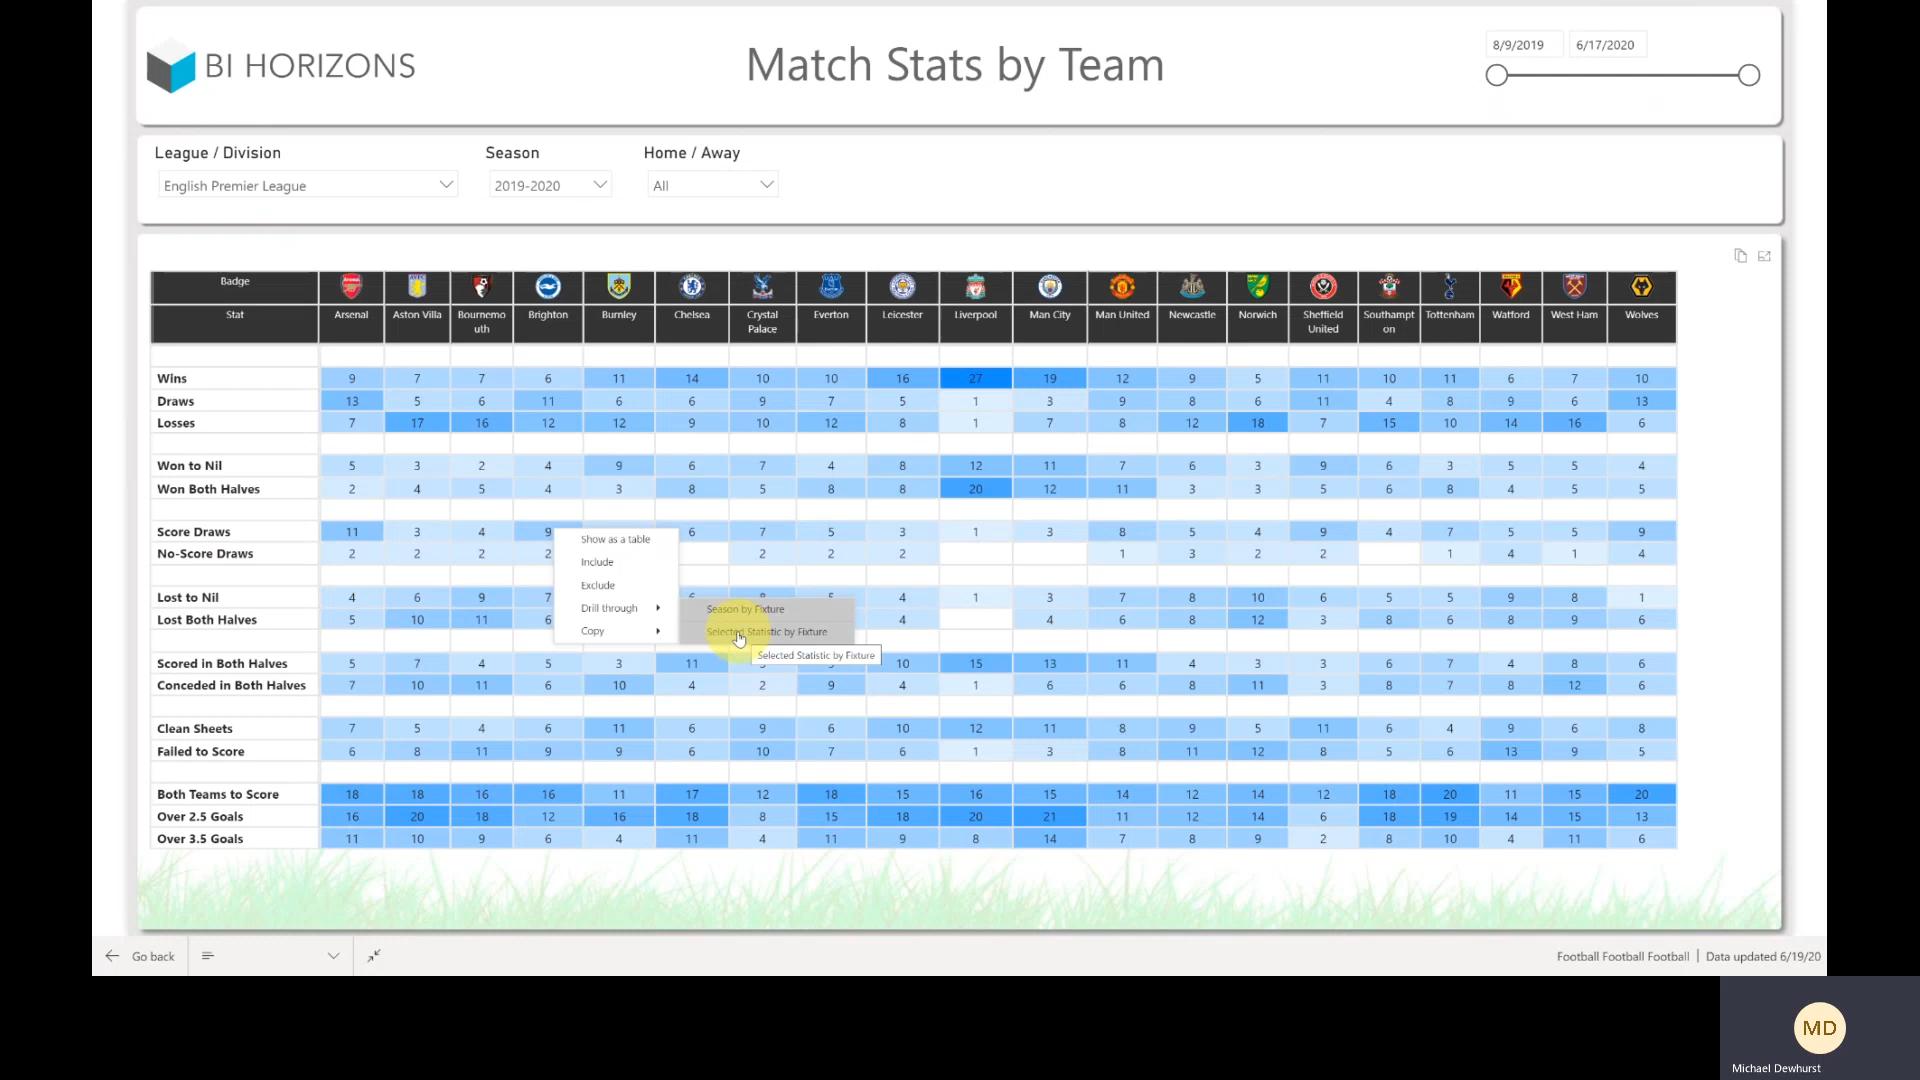 BI HORIZONS
Match Stats by Team
8/9/2019 6/17/2020
League / Division Season Home / Away
English Premier League 2019-2020 All
Badge
Stat Arsenal Aston Villa Bournemo Brighton Burnley Chelsea Crystal Everton Leicester Liverpool Man City Man United Newcastle Norwich Sheffield Southampt Tottenham Watford West Ham Wolves
uth Palace United on
Wins 9 7 7 6 11 14 10 10 16 27 19 12 9 5 11 10 11 6 7 10
Draws 13 5 6 11 6 6 9 7 5 1 3 9 8 6 11 4 8 9 6 13
Losses 7 17 16 12 12 9 10 12 8 1 7 8 12 18 7 15 10 14 16 6
Won to Nil 5 3 2 4 9 6 7 4 8 12 11 7 6 3 9 6 3 5 5 4
Won Both Halves 2 4 5 4 3 8 5 8 8 20 12 11 3 3 5 6 8 4 5 5
Score Draws 11 3 4 9 6 7 5 3 1 3 8 5 4 9 4 7 5 5 9
Show as a table
No-Score Draws 2 2 2 2 2 2 2 1 3 2 2 1 4 1 4
Include
Exclude
Lost to Nil 4 6 9 7 4 1 3 7 8 10 6 5 5 9 8 1
Drill through Season by Fixture
Lost Both Halves 5 10 11 6 4 4 6 8 12 3 8 6 8 9 6
Copy Selected Statistic by Fixture
Selected Statistic by Fixture
Scored in Both Halves 5 7 4 5 3 11 10 15 13 11 4 3 3 6 7 4 8 6
Conceded in Both Halves 7 10 11 6 10 4 2 9 4 1 6 6 8 11 3 8 7 8 12 6
Clean Sheets 7 5 4 6 11 6 9 6 10 12 11 8 9 5 11 6 4 9 6 8
Failed to Score 6 8 11 9 9 6 10 7 6 1 3 8 11 12 8 5 6 13 9 5
Both Teams to Score 18 18 16 16 11 17 12 18 15 16 15 14 12 14 12 18 20 11 15 20
Over 2.5 Goals 16 20 18 12 16 18 8 15 18 20 21 11 12 14 6 18 19 14 15 13
Over 3.5 Goals 11 10 9 6 4 11 4 11 9 8 14 7 8 9 2 8 10 4 11 6
Go back Football Football Football | Data updated 6/19/20
MD
Michael Dewhurst